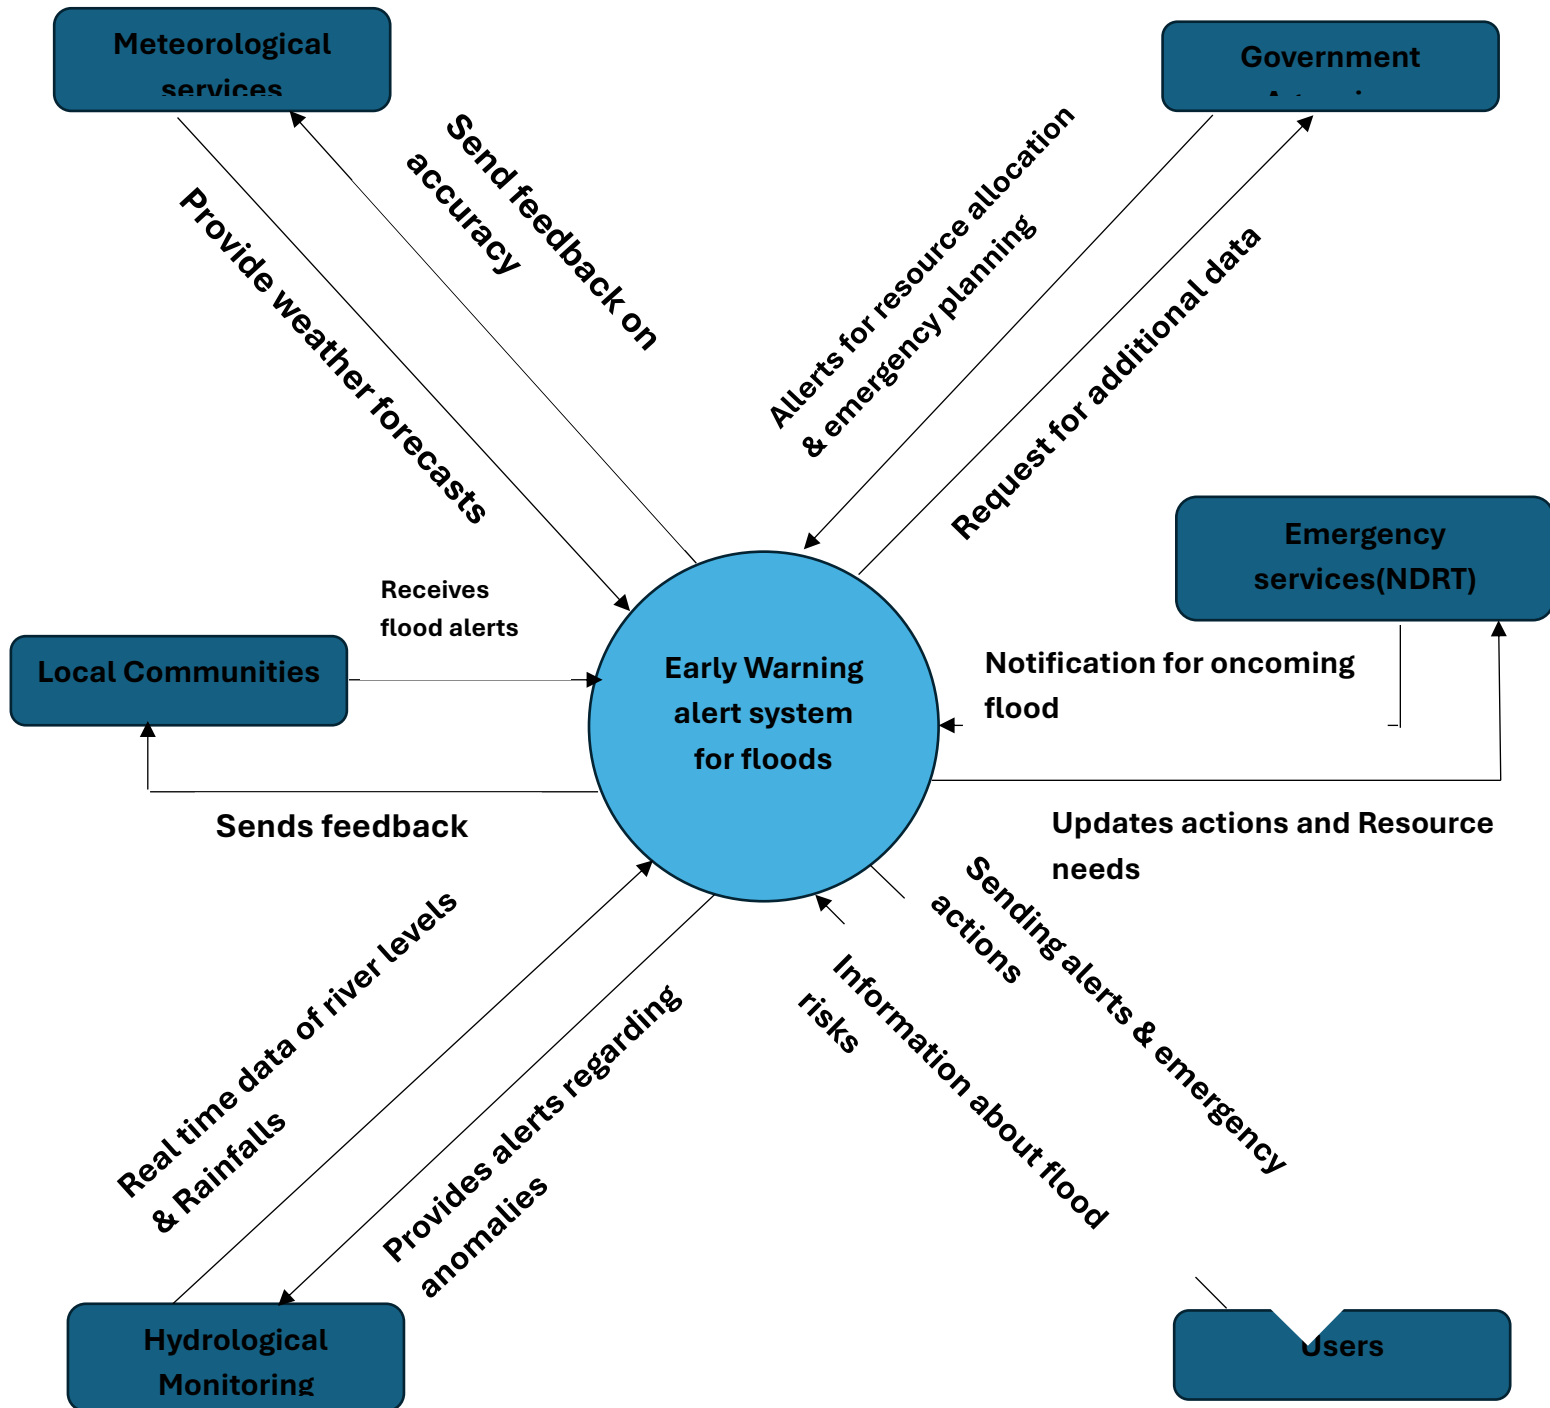 Meteorological
services
Government
Send feedback on
accuracy
Provide weather forecasts
Allerts for resource allocation
& emergency planning
Request for additional data
Emergency
services(NDRT)
Receives
flood alerts
Local Communities
Early Warning
alert system
for floods
Notification for oncoming
flood
Sends feedback
Updates actions and Resource
needs
Sending alerts & emergency
actions
Information about flood
risks
Real time data of river levels
& Rainfalls
Provides alerts regarding
anomalies
Hydrological
Monitoring
Users